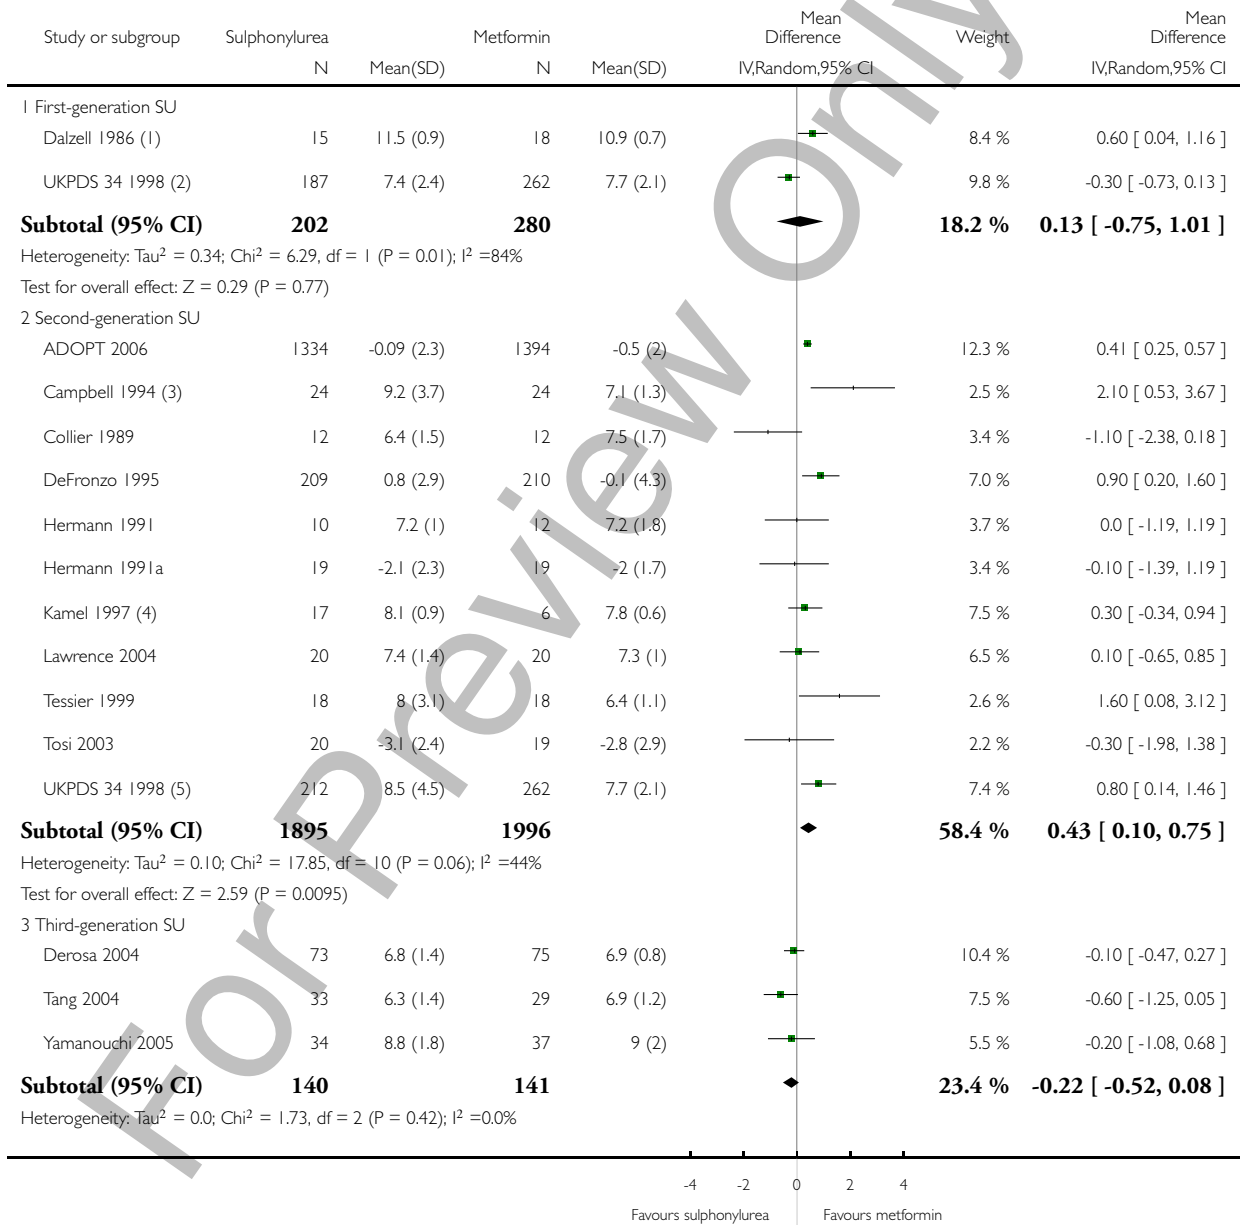 Mean Mean
Study or subgroup Sulphonylurea Metformin Difference Weight Difference
N Mean(SD) N Mean(SD) IV,Random,95% CI IV,Random,95% CI
1 First-generation SU
Dalzell 1986 (1) 15 11.5 (0.9) 18 10.9 (0.7) 8.4 % 0.60 [ 0.04, 1.16 ]
UKPDS 34 1998 (2) 187 7.4 (2.4) 262 7.7 (2.1) 9.8 % -0.30 [ -0.73, 0.13 ]
Subtotal (95% CI) 202 280 18.2 % 0.13 [ -0.75, 1.01 ]
Heterogeneity: Tau² = 0.34; Chi² = 6.29, df = 1 (P = 0.01); I² =84%
Test for overall effect: Z = 0.29 (P = 0.77)
2 Second-generation SU
ADOPT 2006 1334 -0.09 (2.3) 1394 -0.5 (2) 12.3 % 0.41 [ 0.25, 0.57 ]
Campbell 1994 (3) 24 9.2 (3.7) 24 7.1 (1.3) 2.5 % 2.10 [ 0.53, 3.67 ]
Collier 1989 12 6.4 (1.5) 12 7.5 (1.7) 3.4 % -1.10 [ -2.38, 0.18 ]
DeFronzo 1995 209 0.8 (2.9) 210 -0.1 (4.3) 7.0 % 0.90 [ 0.20, 1.60 ]
Hermann 1991 10 7.2 (1) 12 7.2 (1.8) 3.7 % 0.0 [ -1.19, 1.19 ]
Hermann 1991a 19 -2.1 (2.3) 19 -2 (1.7) 3.4 % -0.10 [ -1.39, 1.19 ]
Kamel 1997 (4) 17 8.1 (0.9) 6 7.8 (0.6) 7.5 % 0.30 [ -0.34, 0.94 ]
Lawrence 2004 20 7.4 (1.4) 20 7.3 (1) 6.5 % 0.10 [ -0.65, 0.85 ]
Tessier 1999 18 8 (3.1) 18 6.4 (1.1) 2.6 % 1.60 [ 0.08, 3.12 ]
Tosi 2003 20 -3.1 (2.4) 19 -2.8 (2.9) 2.2 % -0.30 [ -1.98, 1.38 ]
UKPDS 34 1998 (5) 212 8.5 (4.5) 262 7.7 (2.1) 7.4 % 0.80 [ 0.14, 1.46 ]
Subtotal (95% CI) 1895 1996 58.4 % 0.43 [ 0.10, 0.75 ]
Heterogeneity: Tau² = 0.10; Chi² = 17.85, df = 10 (P = 0.06); I² =44%
Test for overall effect: Z = 2.59 (P = 0.0095)
3 Third-generation SU
Derosa 2004 73 6.8 (1.4) 75 6.9 (0.8) 10.4 % -0.10 [ -0.47, 0.27 ]
Tang 2004 33 6.3 (1.4) 29 6.9 (1.2) 7.5 % -0.60 [ -1.25, 0.05 ]
Yamanouchi 2005 34 8.8 (1.8) 37 9 (2) 5.5 % -0.20 [ -1.08, 0.68 ]
Subtotal (95% CI) 140 141 23.4 % -0.22 [ -0.52, 0.08 ]
Heterogeneity: Tau² = 0.0; Chi² = 1.73, df = 2 (P = 0.42); I² =0.0%
-4 -2 0 2 4
Favours sulphonylurea Favours metformin
For Preview Only